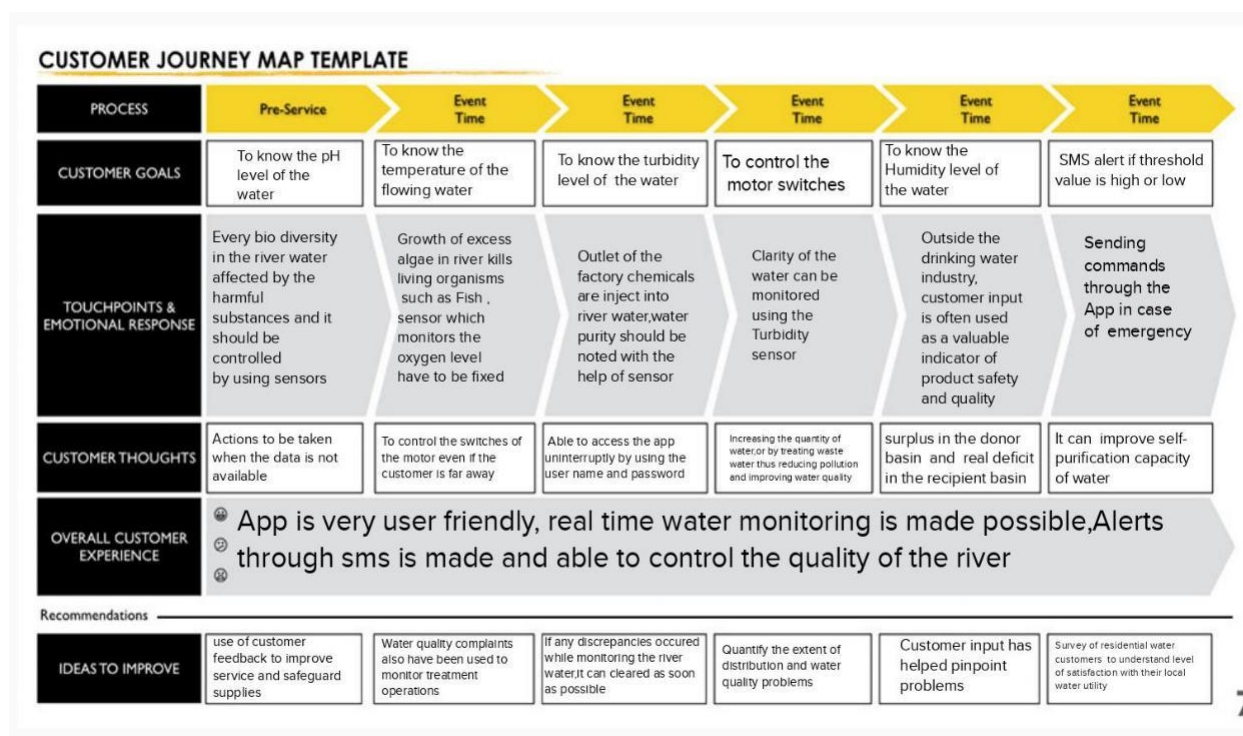 CUSTOMER JOURNEY MAP TEMPLATE
PROCESS
Pre-Service
Event
Time
Event
Time
Event
Time
Event
Time
Event
Time
CUSTOMER GOALS
To know the pH
level of the
water
To know the
temperature of the
flowing water
To know the turbidity
level of the water
To control the
motor switches
To know the
Humidity level of
the water
SMS alert if threshold
value is high or low
TOUCHPOINTS &
EMOTIONAL RESPONSE
Every bio diversity
in the river water
affected by the
harmful
substances and it
should be
controlled
by using sensors
Growth of excess
algae in river kills
living organisms
such as Fish ,
sensor which
monitors the
oxygen level
have to be fixed
Outlet of the
factory chemicals
are inject into
river water,water
purity should be
noted with the
help of sensor
Clarity of the
water can be
monitored
using the
Turbidity
sensor
Outside the
drinking water
industry,
customer input
is often used
as a valuable
indicator of
product safety
and quality
Sending
commands
through the
App in case
of emergency
CUSTOMER THOUGHTS
Actions to be taken
when the data is not
available
To control the switches of
the motor even if the
customer is far away
Able to access the app
uninterruptly by using the
user name and password
Increasing the quantity of
water,or by treating waste
water thus reducing pollution
and improving water quality
surplus in the donor
basin and real deficit
in the recipient basin
It can improve self-
purification capacity
of water
OVERALL CUSTOMER
EXPERIENCE
App is very user friendly, real time water monitoring is made possible,Alerts
through sms is made and able to control the quality of the river
Recommendations
IDEAS TO IMPROVE
use of customer
feedback to improve
service and safeguard
supplies
Water quality complaints
also have been used to
monitor treatment
operations
If any discrepancies occured
while monitoring the river
water,it can cleared as soon
as possible
Quantify the extent of
distribution and water
quality problems
Customer input has
helped pinpoint
problems
Survey of residential water
customers to understand level
of satisfaction with their local
water utility